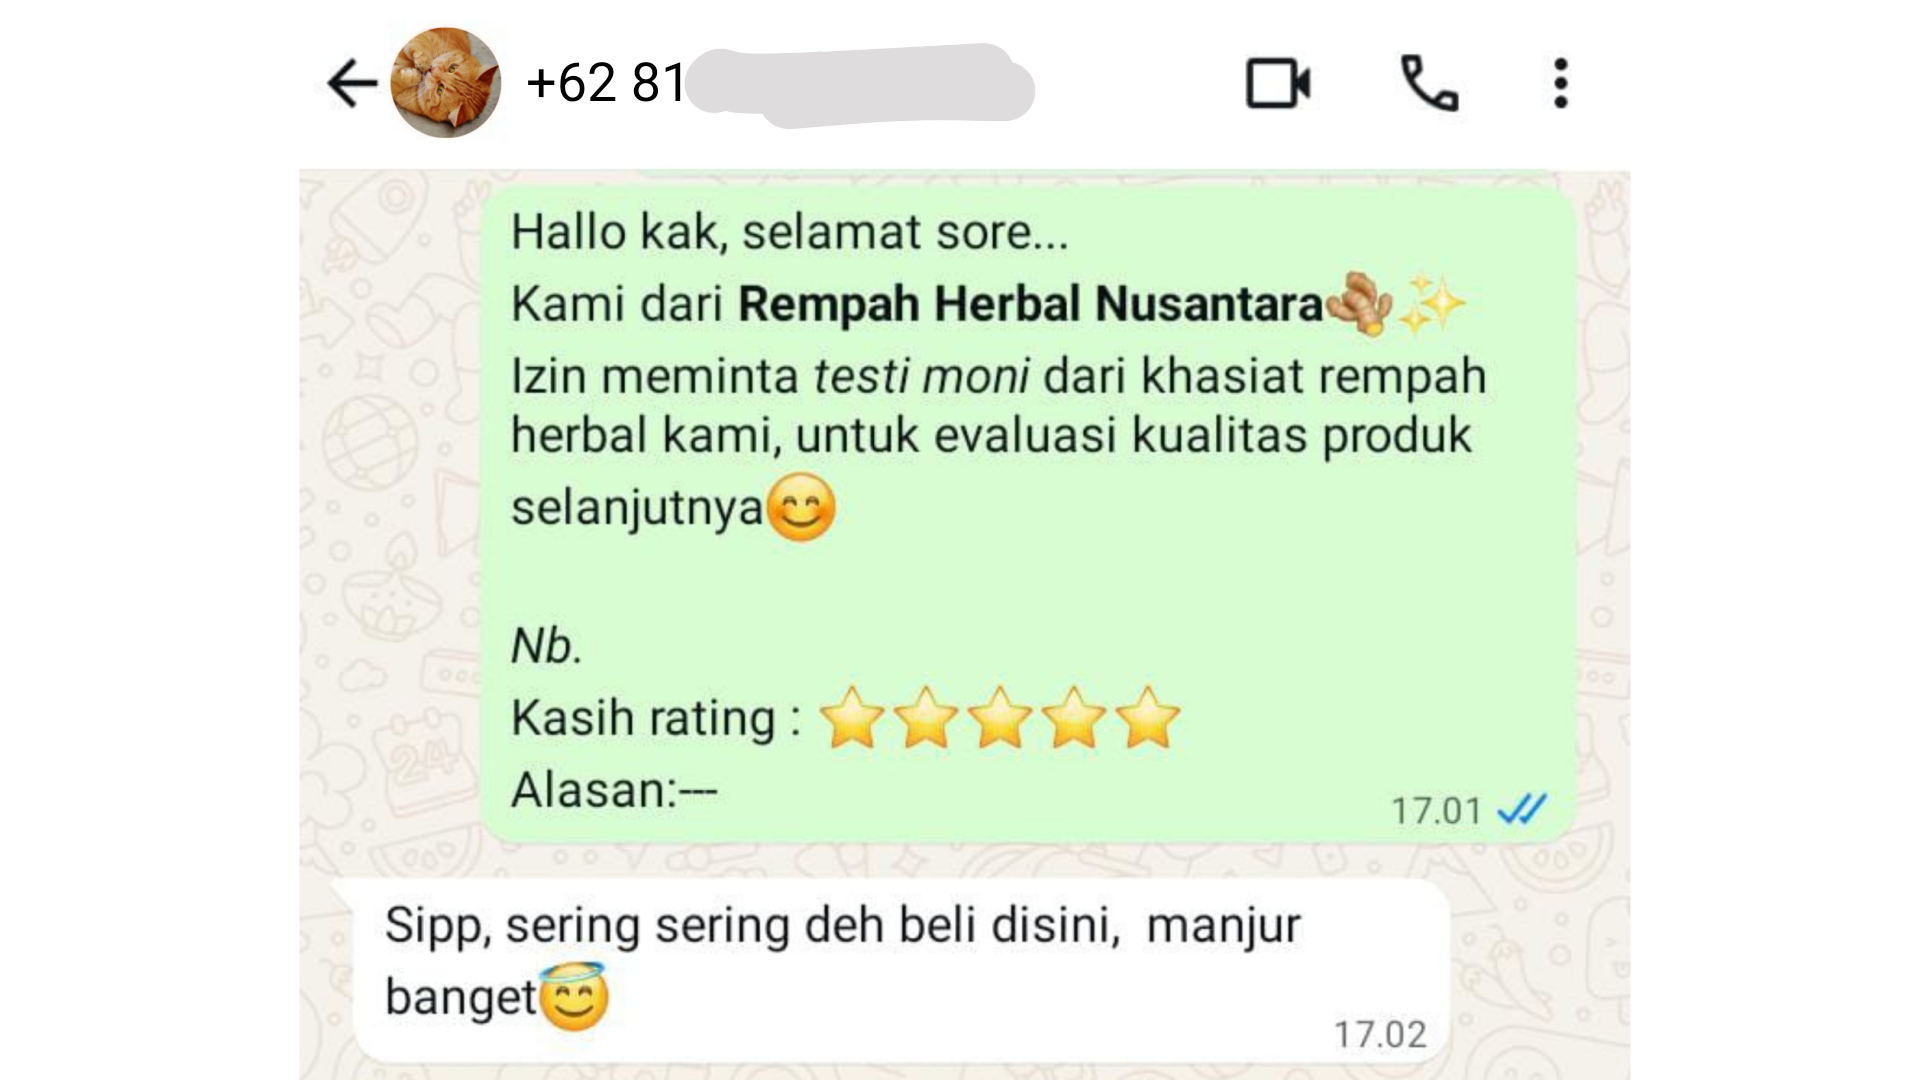 +62 81
Hallo kak, selamat sore...
Kami dari Rempah Herbal Nusantara🫚✨
Izin meminta testi moni dari khasiat rempah
herbal kami, untuk evaluasi kualitas produk
selanjutnya😊
Nb.
Kasih rating : ⭐⭐⭐⭐⭐
Alasan:---
17.01
Sipp, sering sering deh beli disini,  manjur
banget😇
17.02